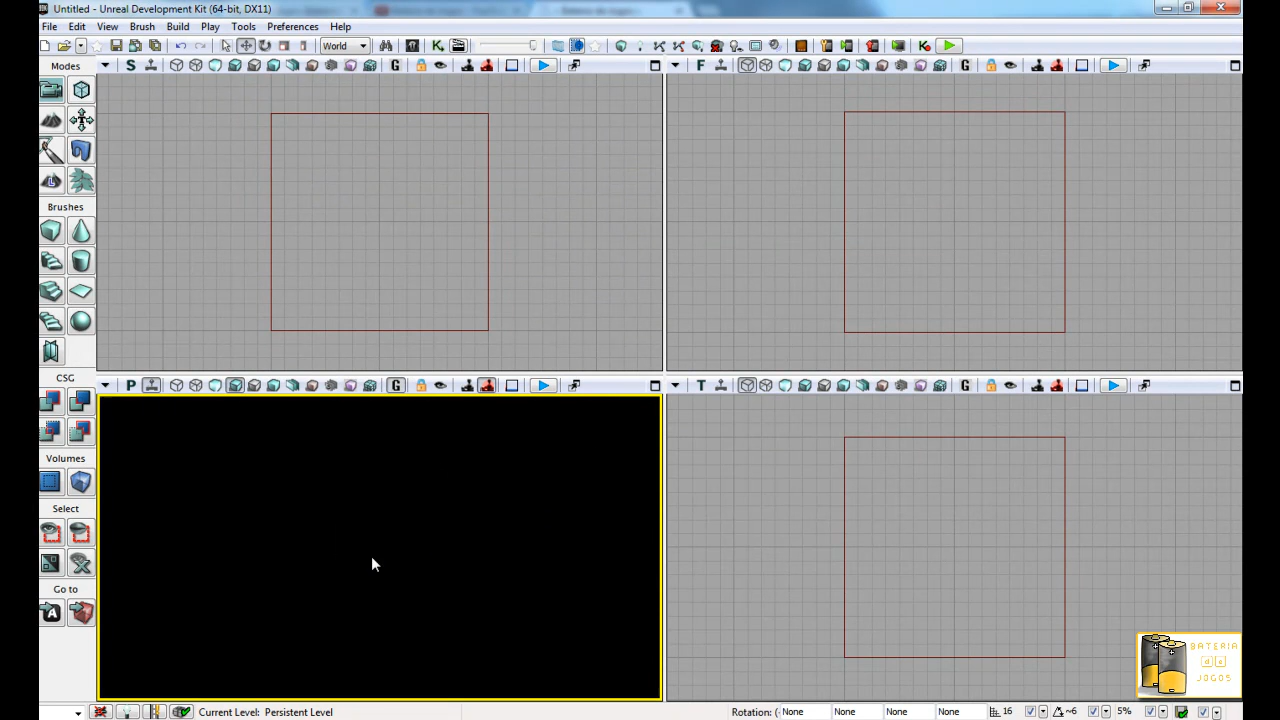 Untitled - Unreal Development Kit (64-bit, DX11)
File Edit View Brush Build Play Tools Preferences Help
World
Modes
S G
F G
L
Brushes
CSG
P G
T G
Volumes
Select
Go to
A
BATERIA
de
JOGOS
Current Level: Persistent Level
Rotation: (- None None None None 16 ~6 5%